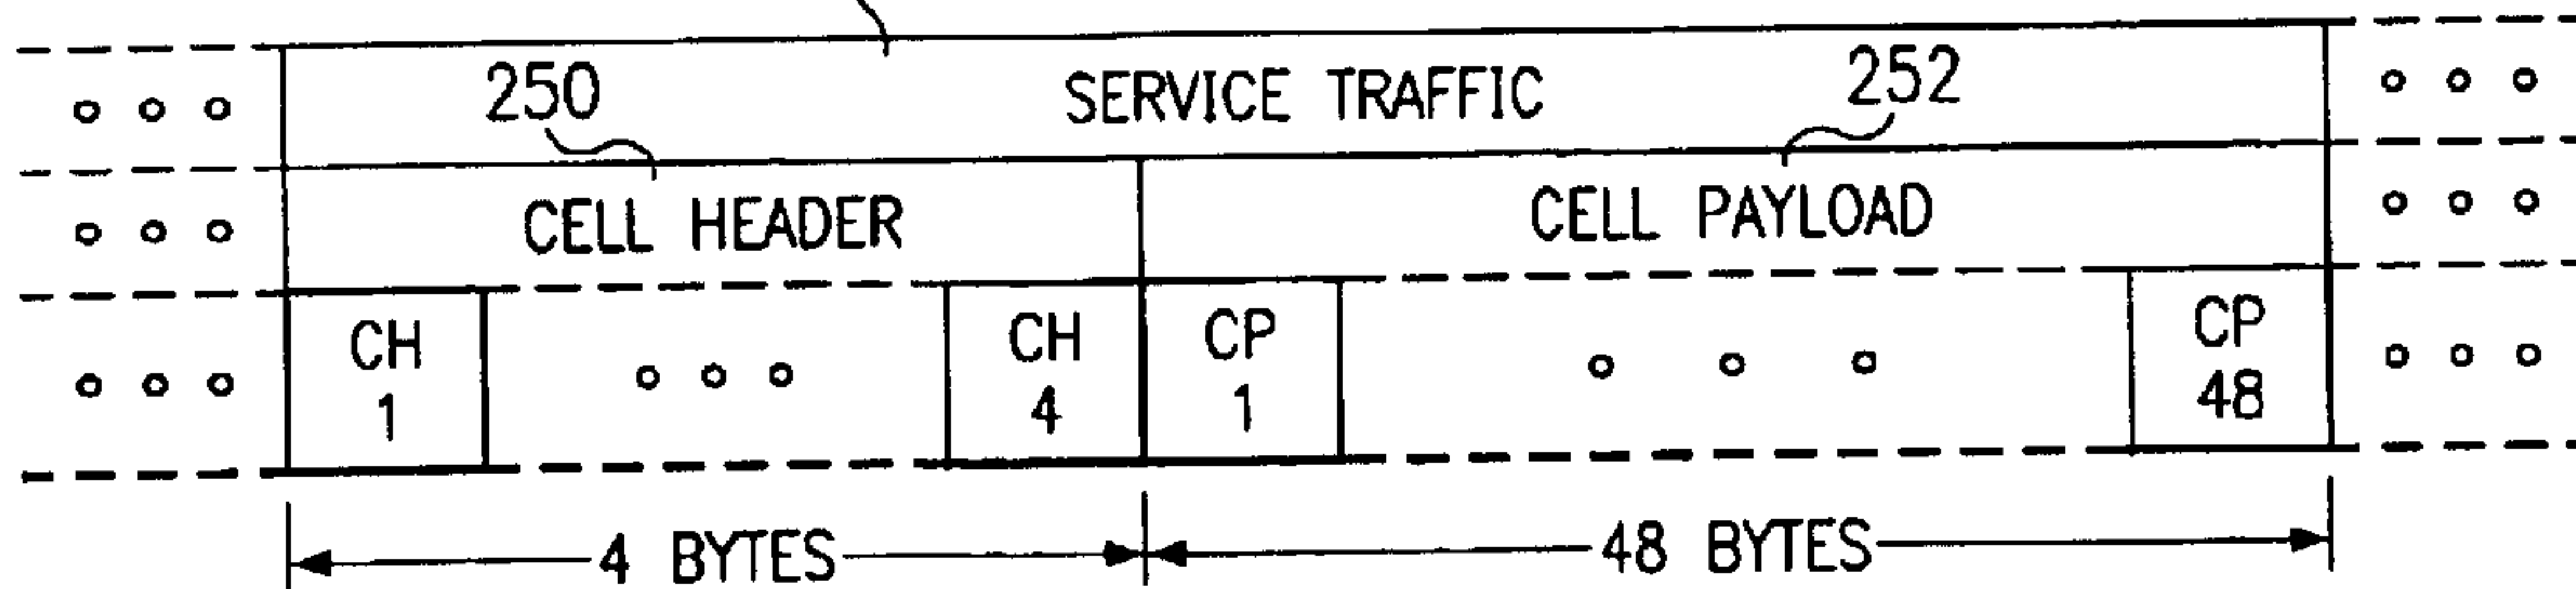 250
SERVICE TRAFFIC
252
CELL HEADER
CELL PAYLOAD
CH
1
CH
4
CP
1
CP
48
4 BYTES
48 BYTES